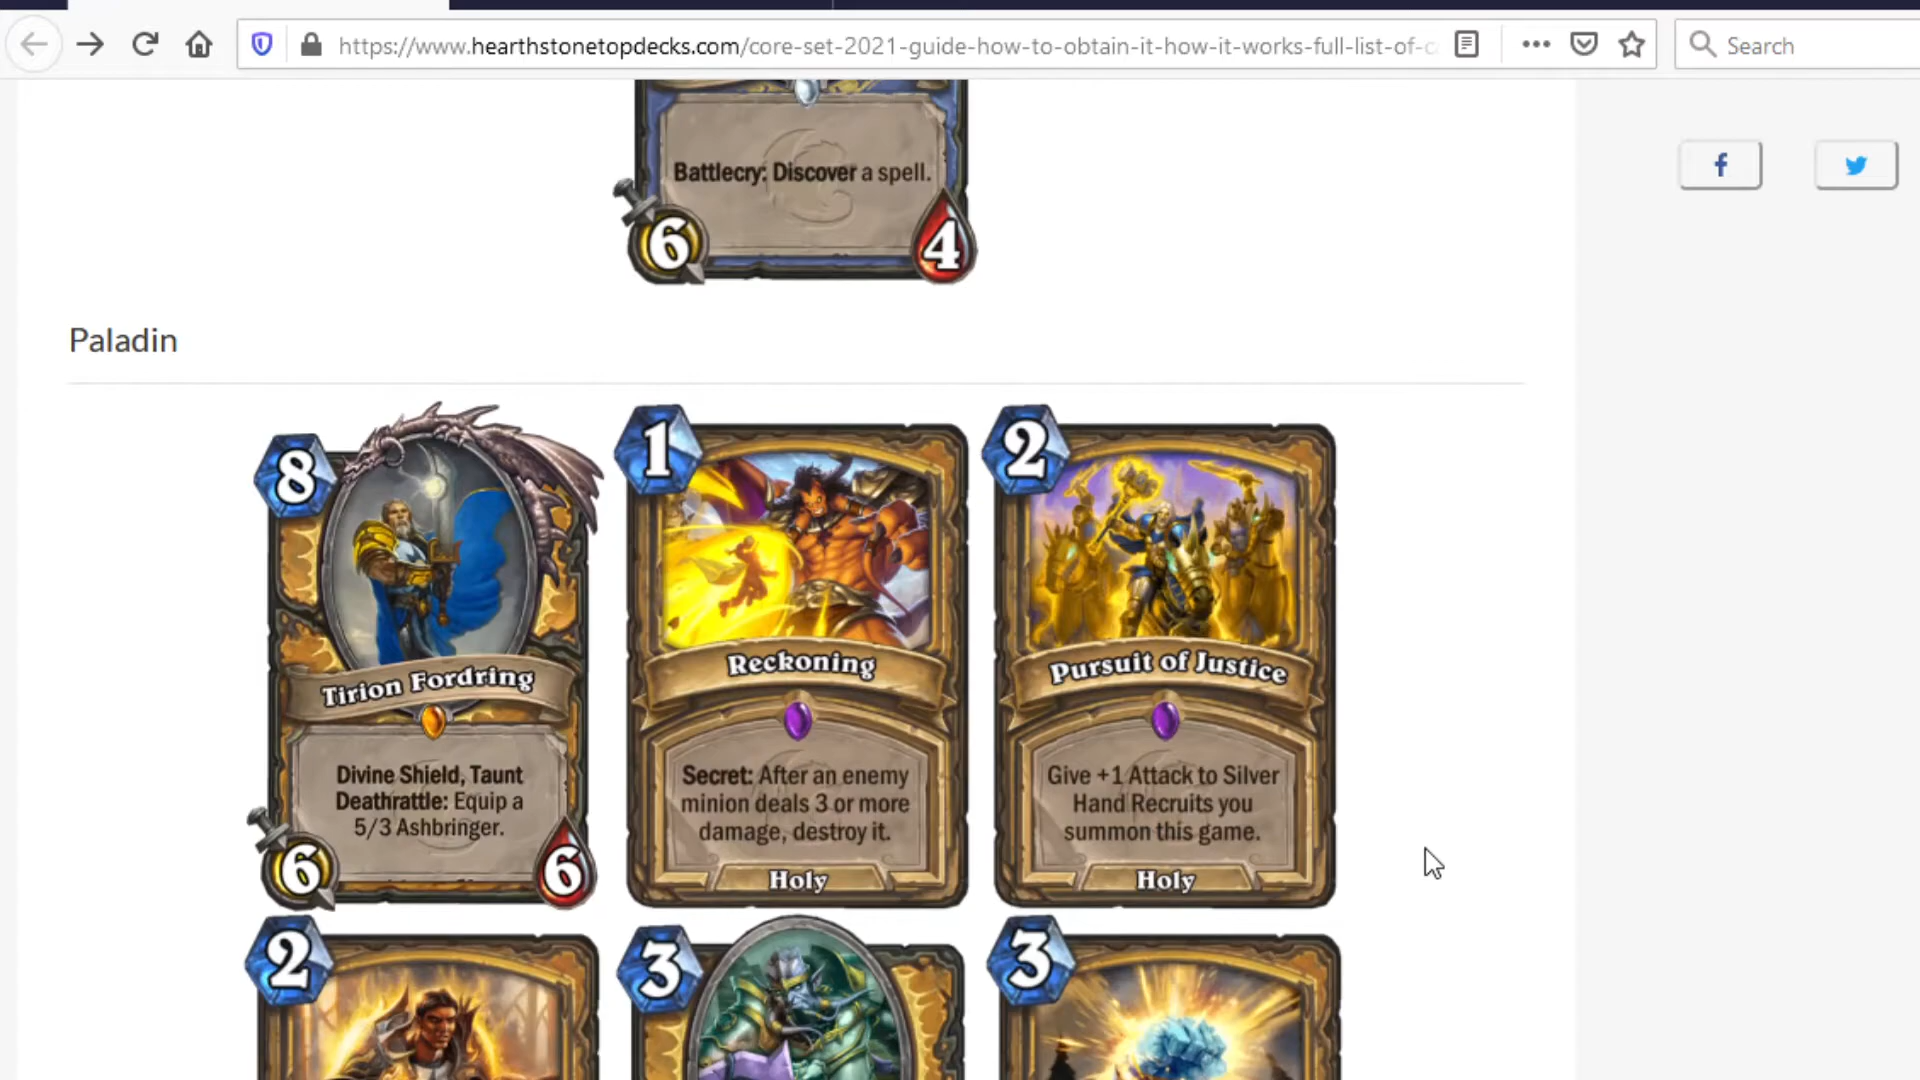 https://www.hearthstonetopdecks.com/core-set-2021-guide-how-to-obtain-it-how-it-works-full-list-of-c
Search
Battlecry: Discover a spell.
6
4
Paladin
8
Tirion Fordring
Divine Shield, Taunt
Deathrattle: Equip a
5/3 Ashbringer.
6
6
1
Reckoning
Secret: After an enemy
minion deals 3 or more
damage, destroy it.
Holy
2
Pursuit of Justice
Give +1 Attack to Silver
Hand Recruits you
summon this game.
Holy
2
3
3